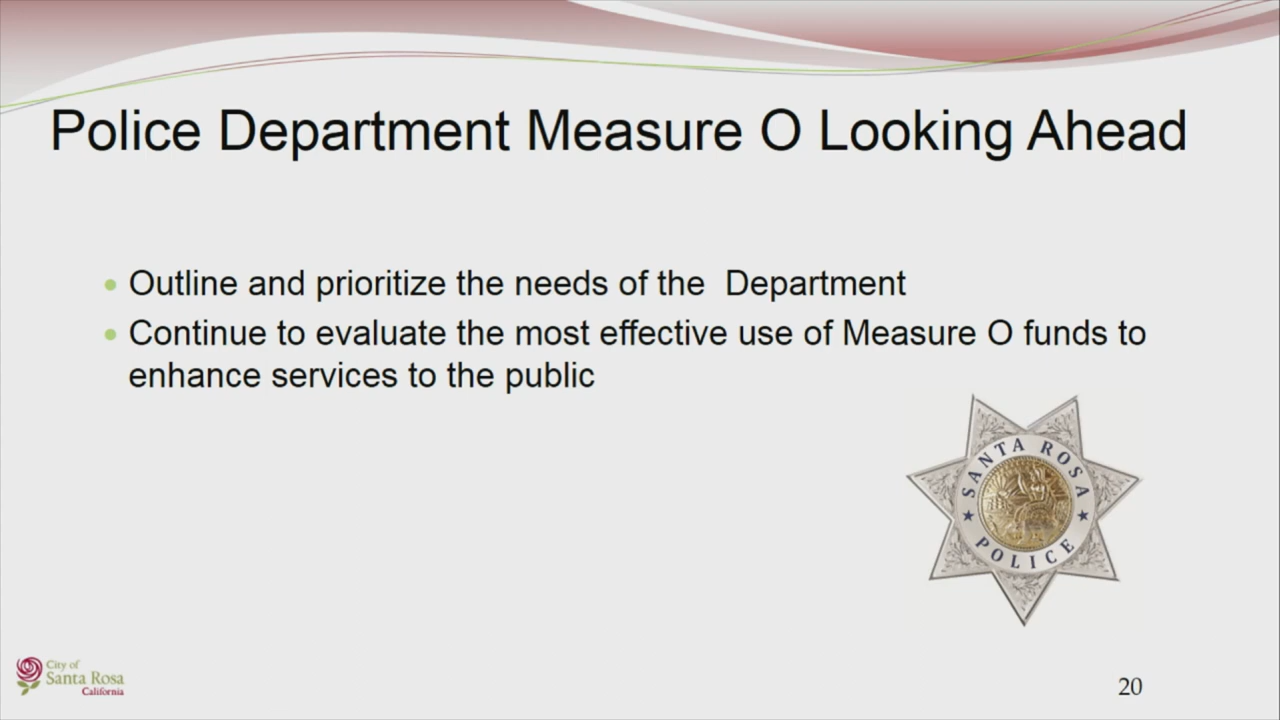 Police Department Measure O Looking Ahead
Outline and prioritize the needs of the  Department
Continue to evaluate the most effective use of Measure O funds to
enhance services to the public
SANTA ROSA
POLICE
City of
Santa Rosa
California
20